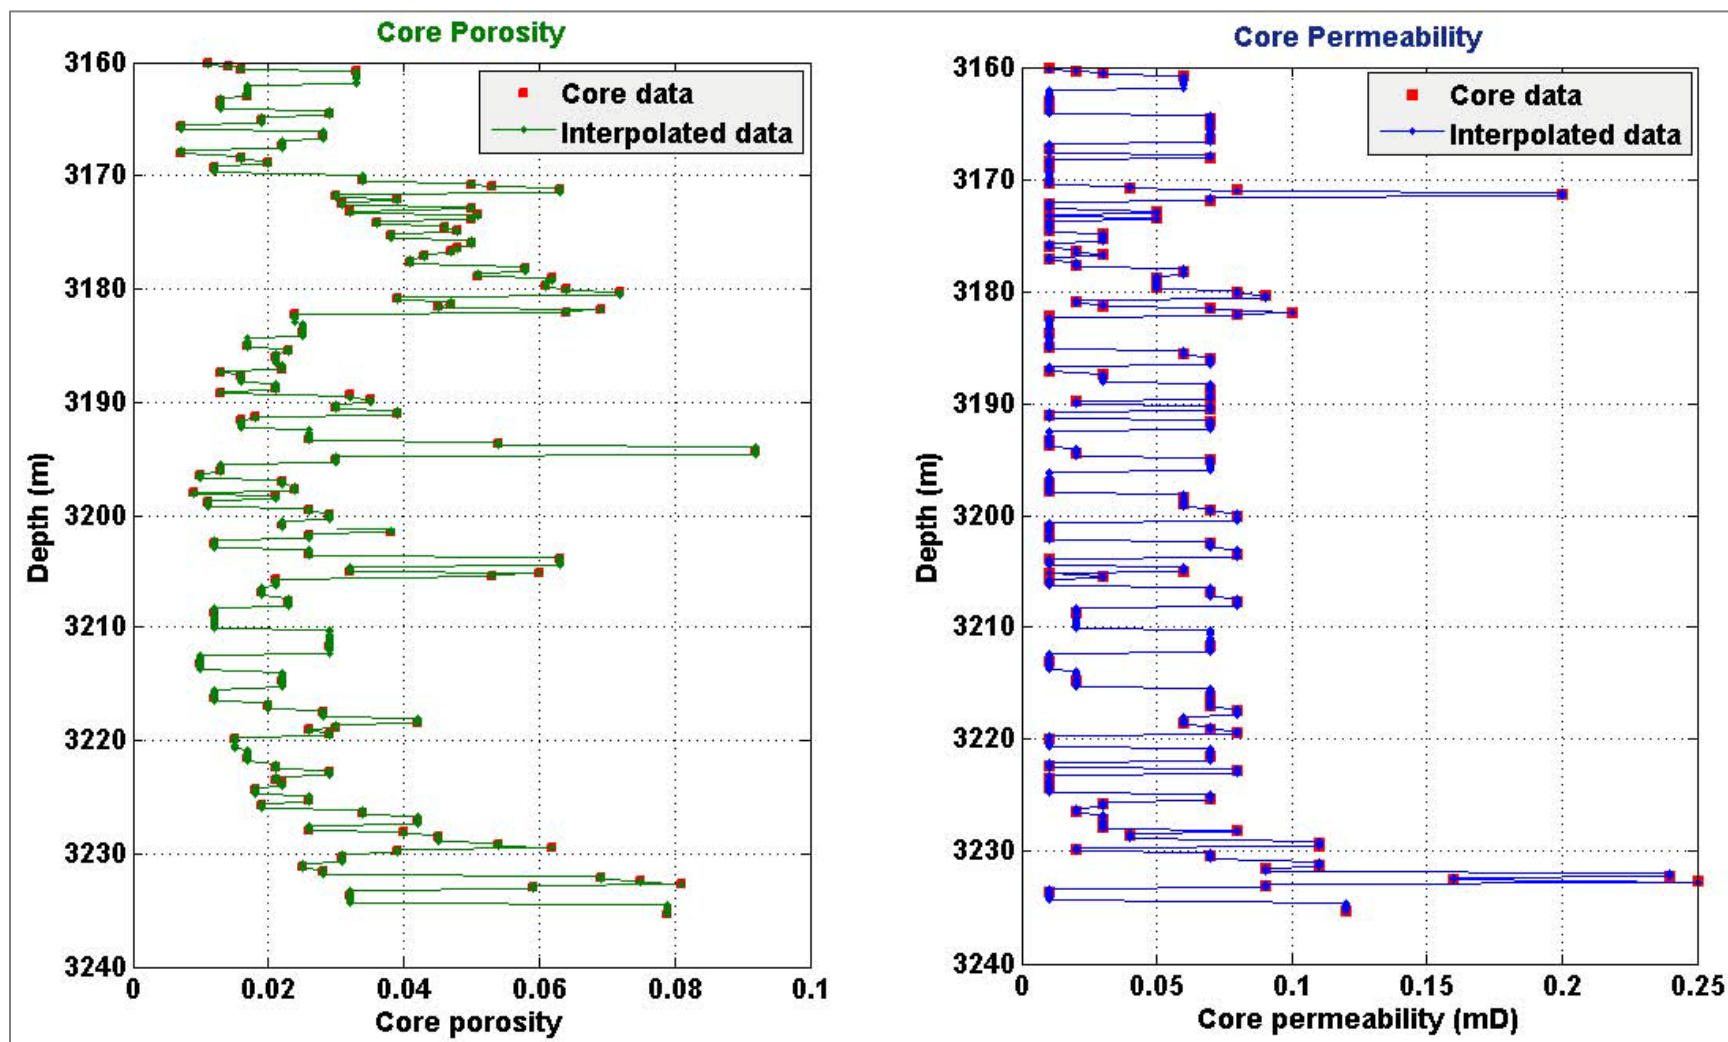 Core Porosity
3160
3170
3180
3190
3200
3210
3220
3230
3240
Depth (m)
Core data
Interpolated data
0 0.02 0.04 0.06 0.08 0.1
Core porosity
Core Permeability
3160
3170
3180
3190
3200
3210
3220
3230
3240
Depth (m)
Core data
Interpolated data
0 0.05 0.1 0.15 0.2 0.25
Core permeability (mD)